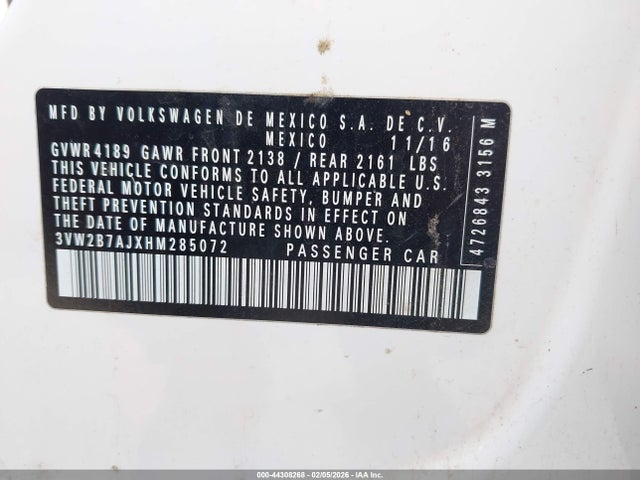 MFD BY VOLKSWAGEN DE MEXICO S.A. DE C.V.
MEXICO 11/16
GVWR 4189 GAWR FRONT 2138 / REAR 2161 LBS
THIS VEHICLE CONFORMS TO ALL APPLICABLE U.S.
FEDERAL MOTOR VEHICLE SAFETY, BUMPER AND
THEFT PREVENTION STANDARDS IN EFFECT ON
THE DATE OF MANUFACTURE SHOWN ABOVE.
3VW2B7AJXHM285072 PASSENGER CAR
4726843 3156 M
000-44308268 - 02/05/2026 - IAA, Inc.